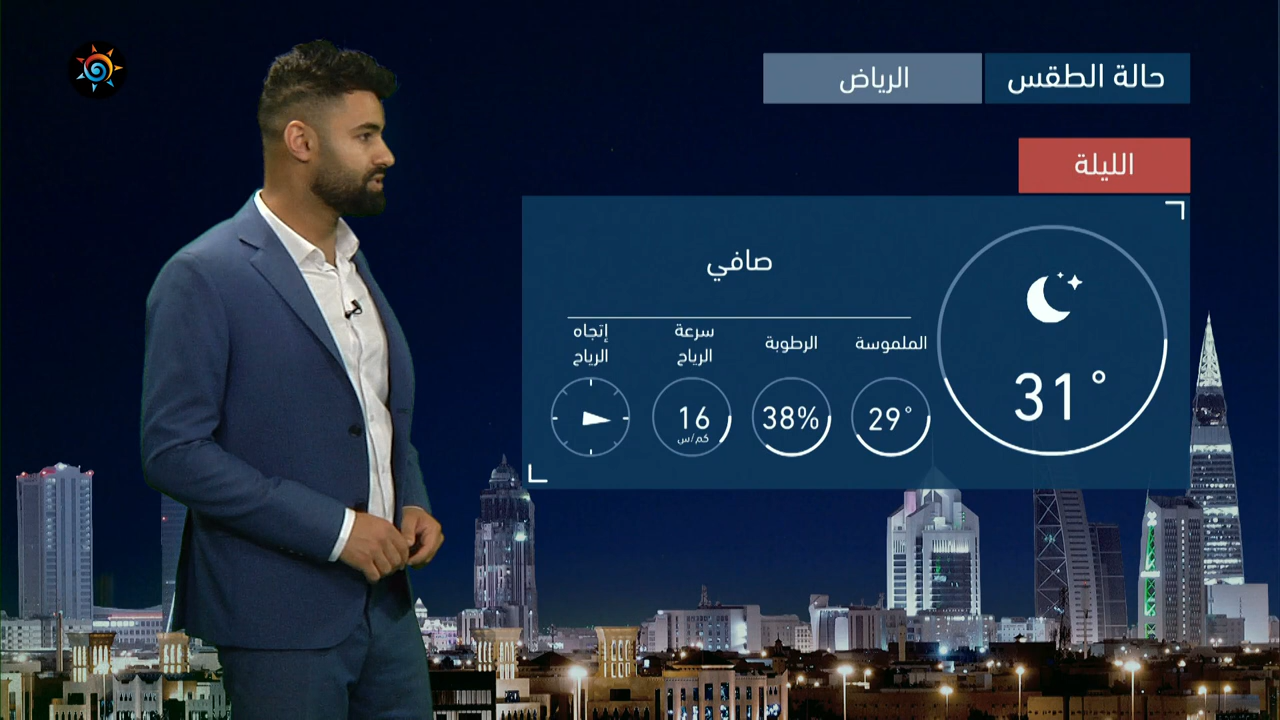 حالة الطقس
الرياض
الليلة
صافي
31°
الملموسة
29°
الرطوبة
38%
سرعة
الرياح
16
كم/س
إتجاه
الرياح